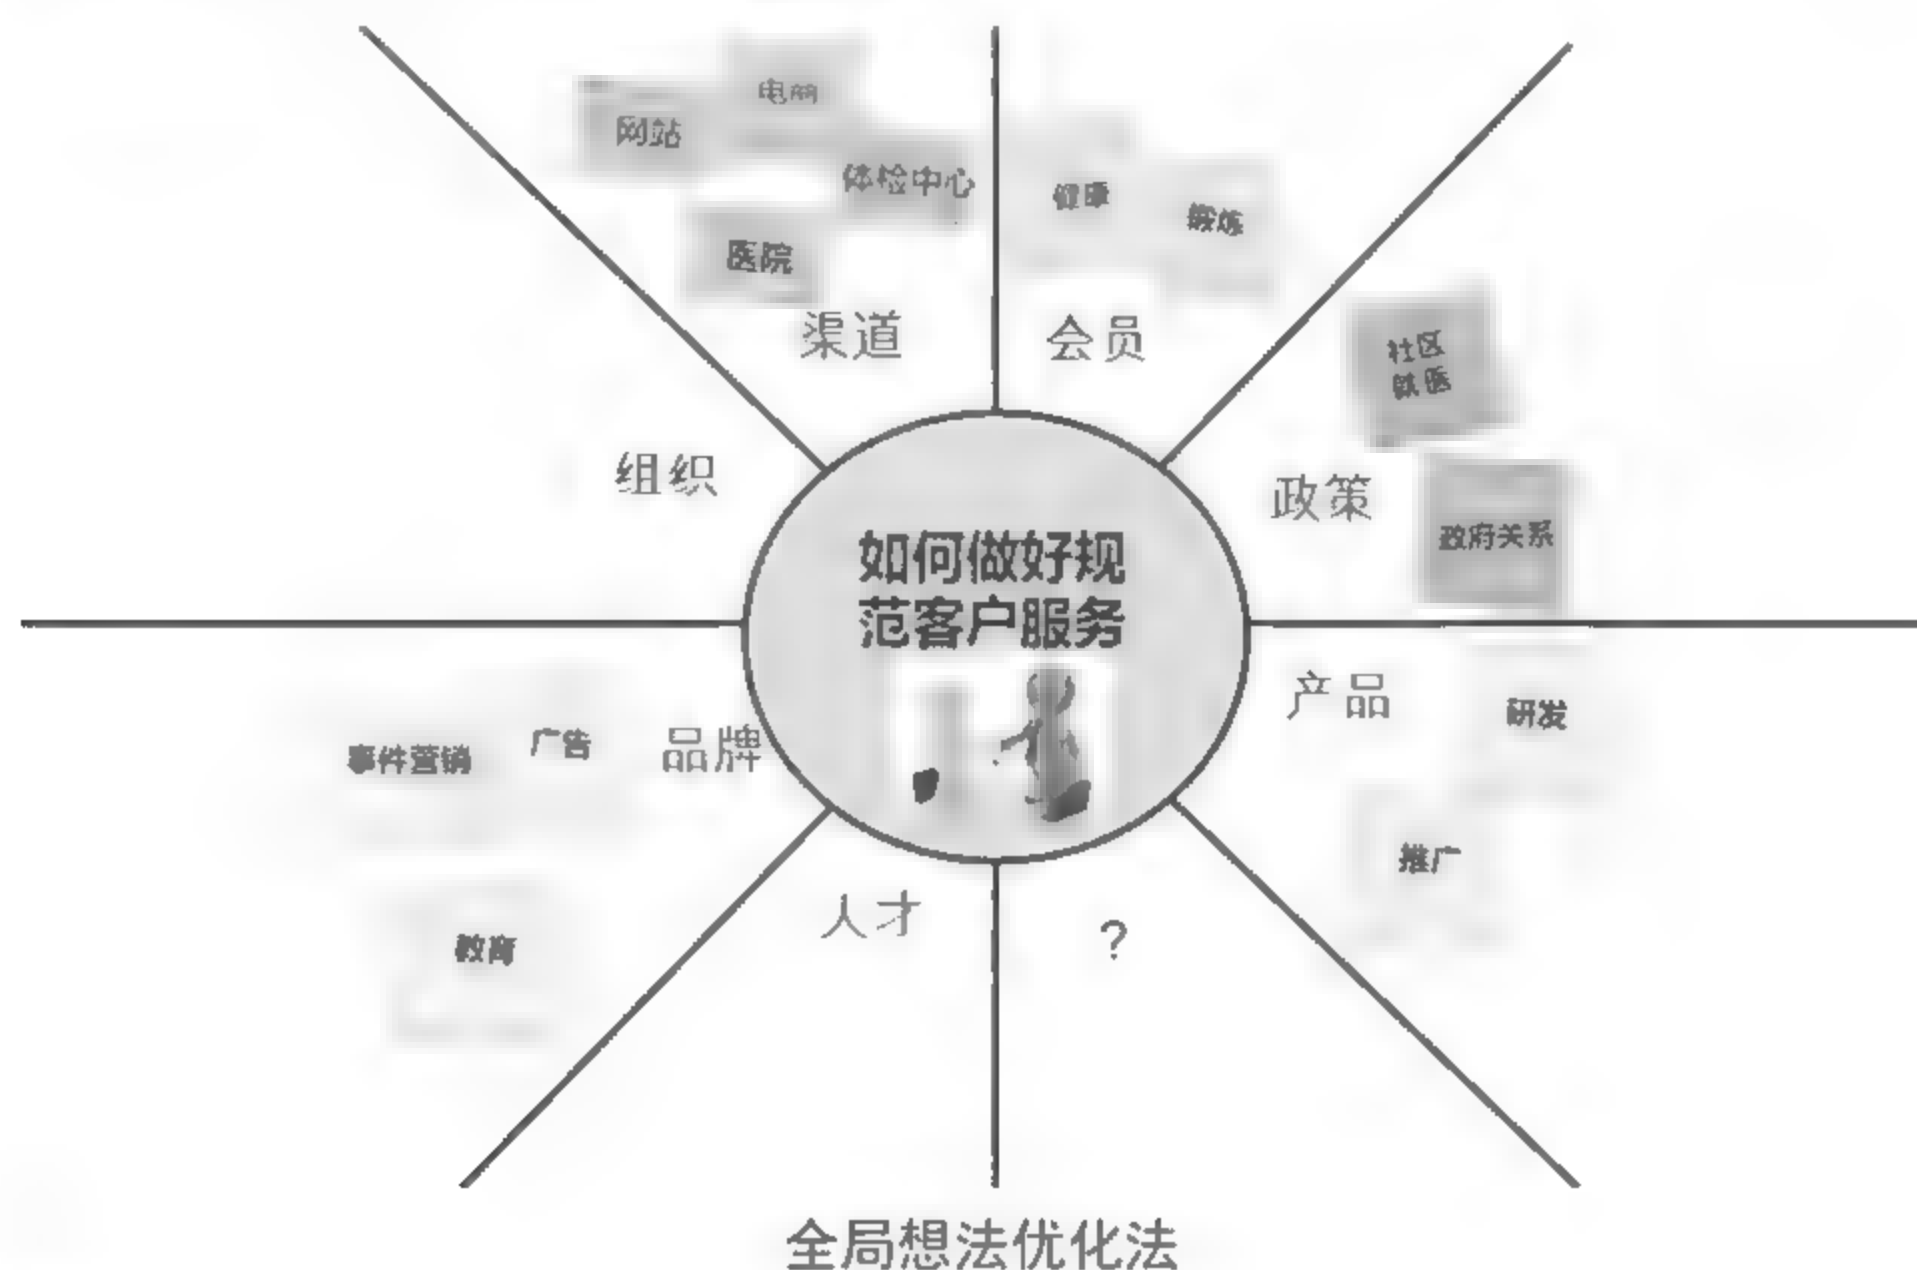 电商
网站
体检中心
医院
渠道
健康
锻炼
会员
社区
就医
政策
政府关系
组织
如何做好规
范客户服务
产品
研发
推广
事件营销
广告
品牌
教育
人才
?
全局想法优化法